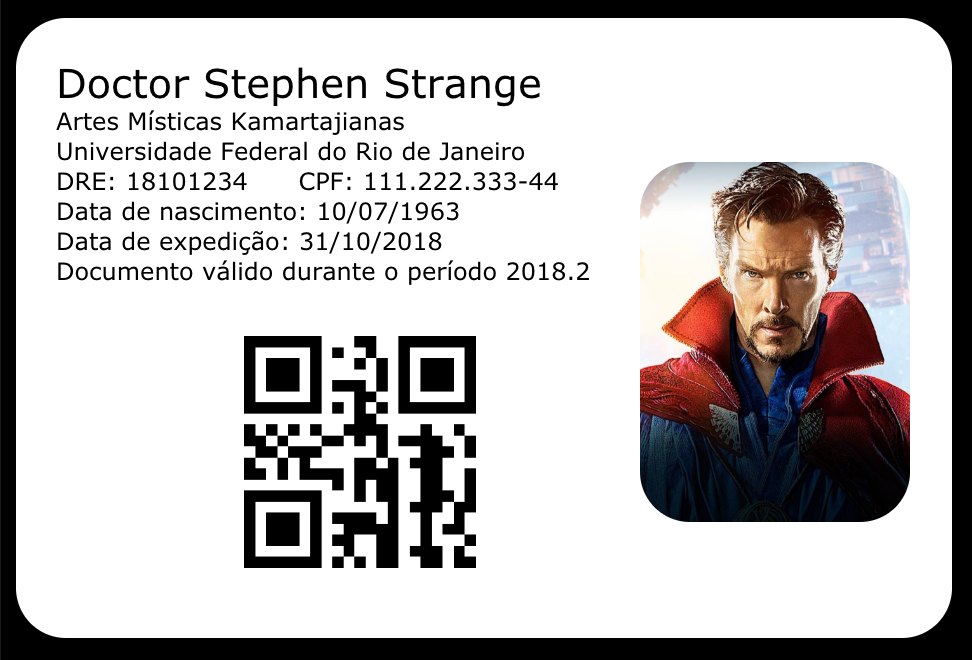 Doctor Stephen Strange
Artes Místicas Kamartajianas
Universidade Federal do Rio de Janeiro
DRE: 18101234 CPF: 111.222.333-44
Data de nascimento: 10/07/1963
Data de expedição: 31/10/2018
Documento válido durante o período 2018.2